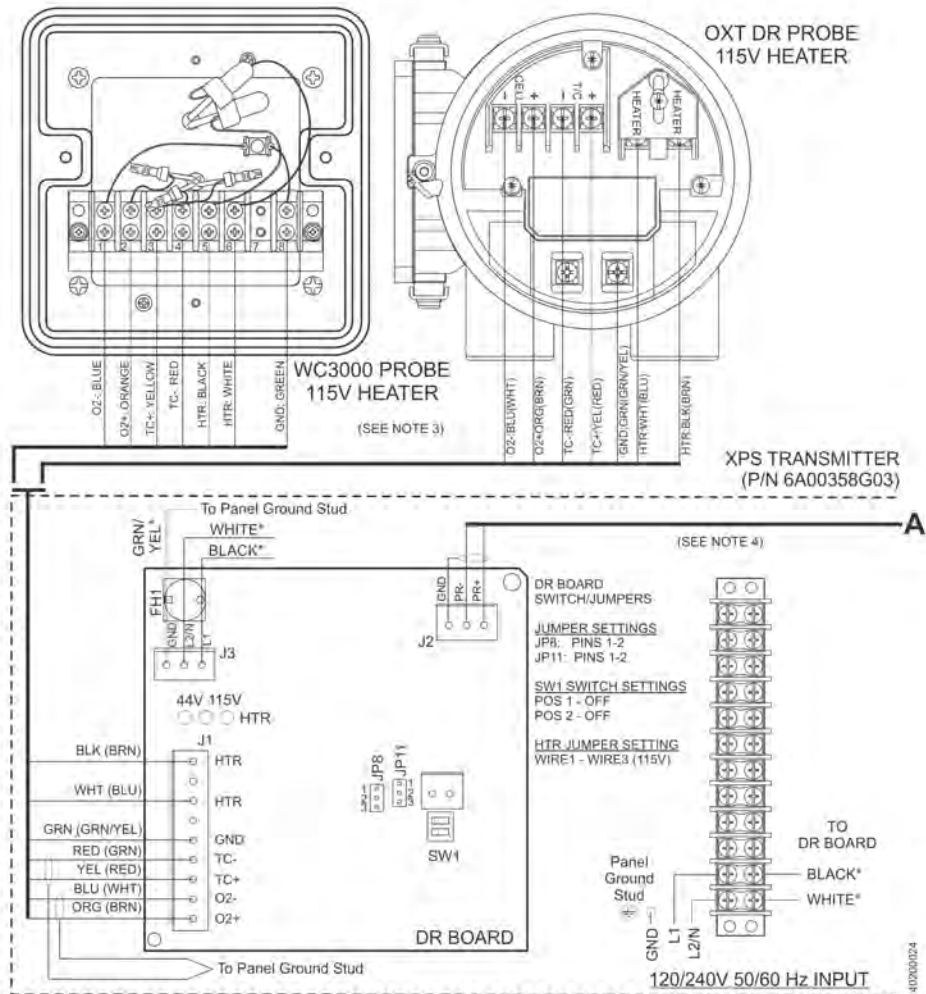 OXT DR PROBE
115V HEATER
CELL
- + - +
T/C
HEATER
HEATER
1 2 3 4 5 6 7 8
O2-: BLUE
O2+: ORANGE
TC+: YELLOW
TC-: RED
HTR: BLACK
HTR: WHITE
GND: GREEN
WC3000 PROBE
115V HEATER
(SEE NOTE 3)
O2-:BLU(WHT)
O2+:ORG(BRN)
TC-:RED(GRN)
TC+:YEL(RED)
GND:GRN(GRN/YEL)
HTR:WHT(BLU)
HTR:BLK(BRN)
XPS TRANSMITTER
(P/N 6A00358G03)
To Panel Ground Stud
GRN/
YEL*
WHITE*
BLACK*
A
(SEE NOTE 4)
FH1
GND
L2/N
L1
J3
GND
PR-
PR+
J2
DR BOARD
SWITCH/JUMPERS
JUMPER SETTINGS
JP8: PINS 1-2
JP11: PINS 1-2
SW1 SWITCH SETTINGS
POS 1 - OFF
POS 2 - OFF
HTR JUMPER SETTING
WIRE1 - WIRE3 (115V)
44V 115V
HTR
J1
BLK (BRN)
HTR
WHT (BLU)
HTR
GRN (GRN/YEL)
GND
RED (GRN)
TC-
YEL (RED)
TC+
BLU (WHT)
O2-
ORG (BRN)
O2+
JP8
1
2
3
JP11
1
2
3
SW1
DR BOARD
To Panel Ground Stud
Panel
Ground
Stud
GND
L1
L2/N
TO
DR BOARD
BLACK*
WHITE*
120/240V 50/60 Hz INPUT
40200024